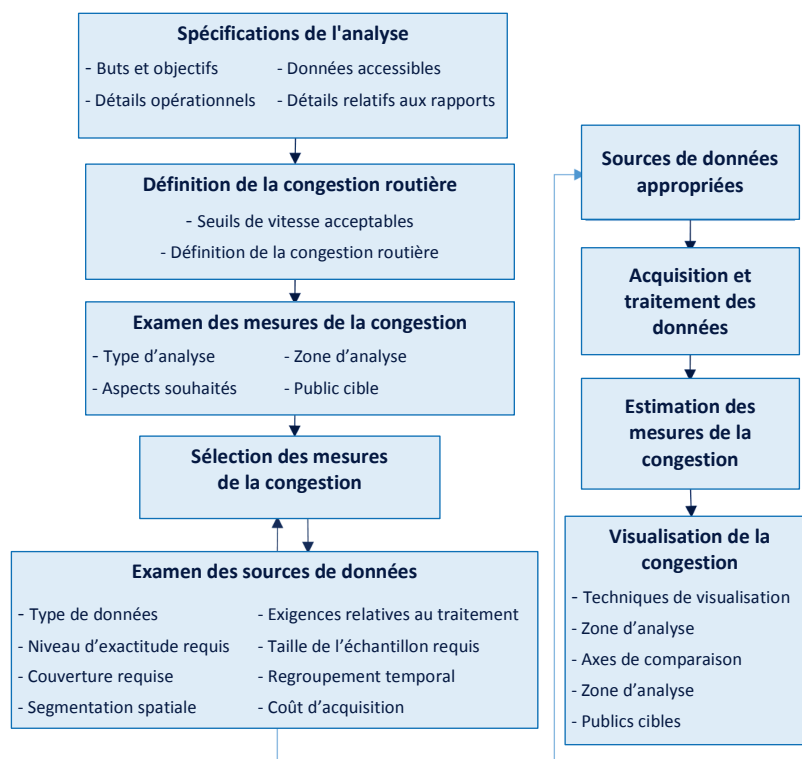 Spécifications de l'analyse
- Buts et objectifs
- Données accessibles
- Détails opérationnels
- Détails relatifs aux rapports
Définition de la congestion routière
- Seuils de vitesse acceptables
- Définition de la congestion routière
Examen des mesures de la congestion
- Type d’analyse
- Zone d’analyse
- Aspects souhaités
- Public cible
Sélection des mesures
de la congestion
Examen des sources de données
- Type de données
- Exigences relatives au traitement
- Niveau d’exactitude requis
- Taille de l’échantillon requis
- Couverture requise
- Regroupement temporal
- Segmentation spatiale
- Coût d’acquisition
Sources de données
appropriées
Acquisition et
traitement des
données
Estimation des
mesures de la
congestion
Visualisation de la
congestion
- Techniques de visualisation
- Zone d’analyse
- Axes de comparaison
- Zone d’analyse
- Publics cibles